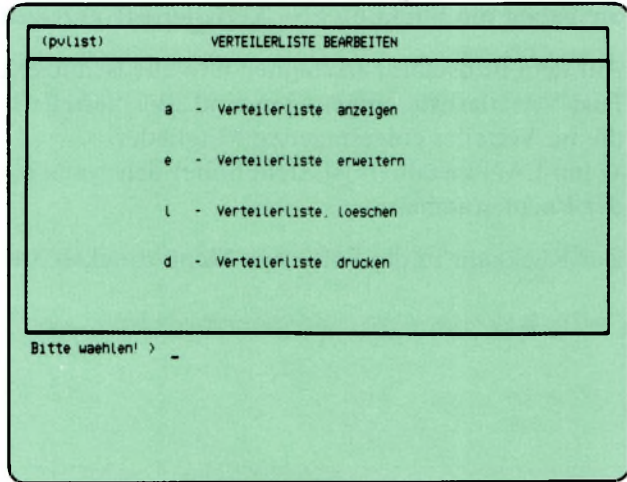 (pvlist) VERTEILERLISTE BEARBEITEN
a - Verteilerliste anzeigen
e - Verteilerliste erweitern
l - Verteilerliste, loeschen
d - Verteilerliste drucken
Bitte waehlen! > _